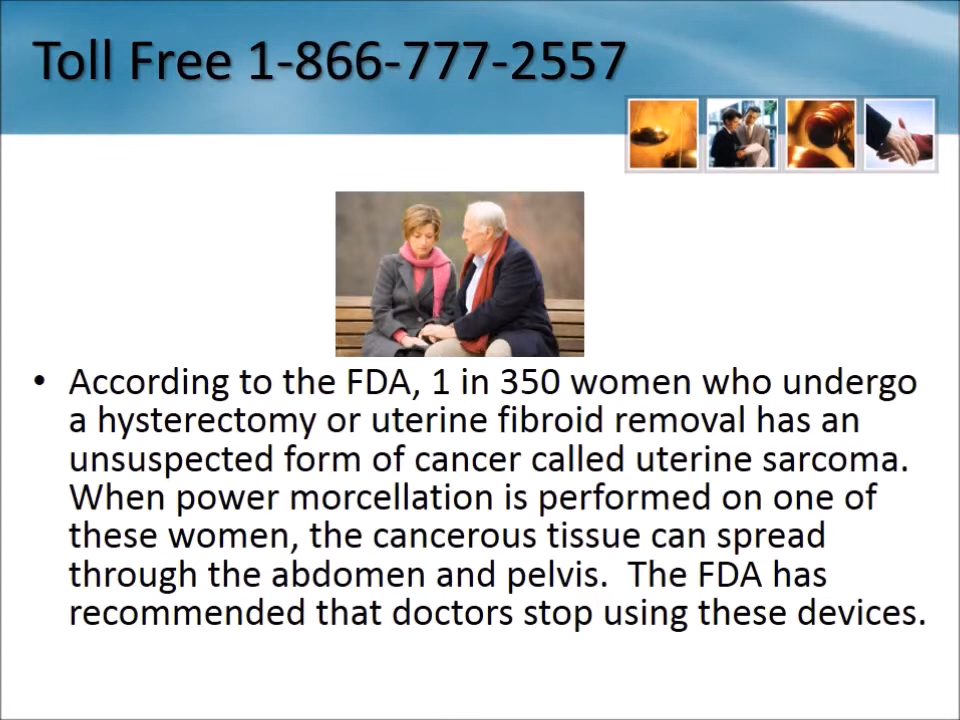 Toll Free 1-866-777-2557
• According to the FDA, 1 in 350 women who undergo
a hysterectomy or uterine fibroid removal has an
unsuspected form of cancer called uterine sarcoma.
When power morcellation is performed on one of
these women, the cancerous tissue can spread
through the abdomen and pelvis.  The FDA has
recommended that doctors stop using these devices.